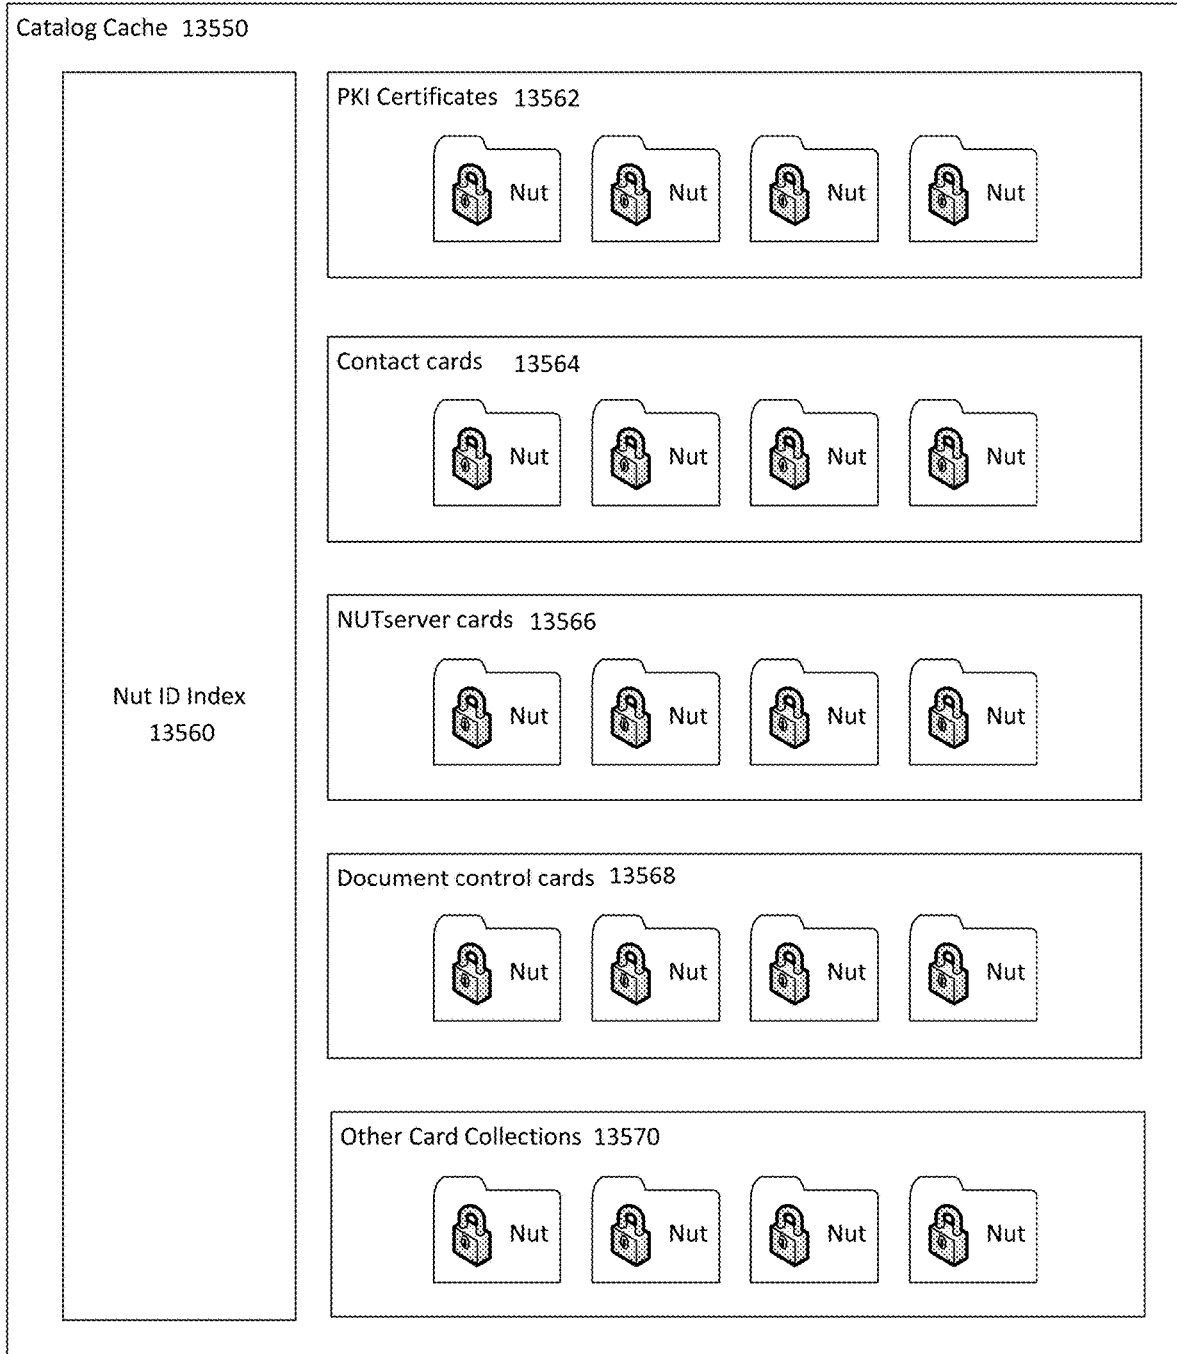 Catalog Cache 13550
Nut ID Index
13560
PKI Certificates 13562
Nut Nut Nut Nut
Contact cards 13564
Nut Nut Nut Nut
NUTserver cards 13566
Nut Nut Nut Nut
Document control cards 13568
Nut Nut Nut Nut
Other Card Collections 13570
Nut Nut Nut Nut